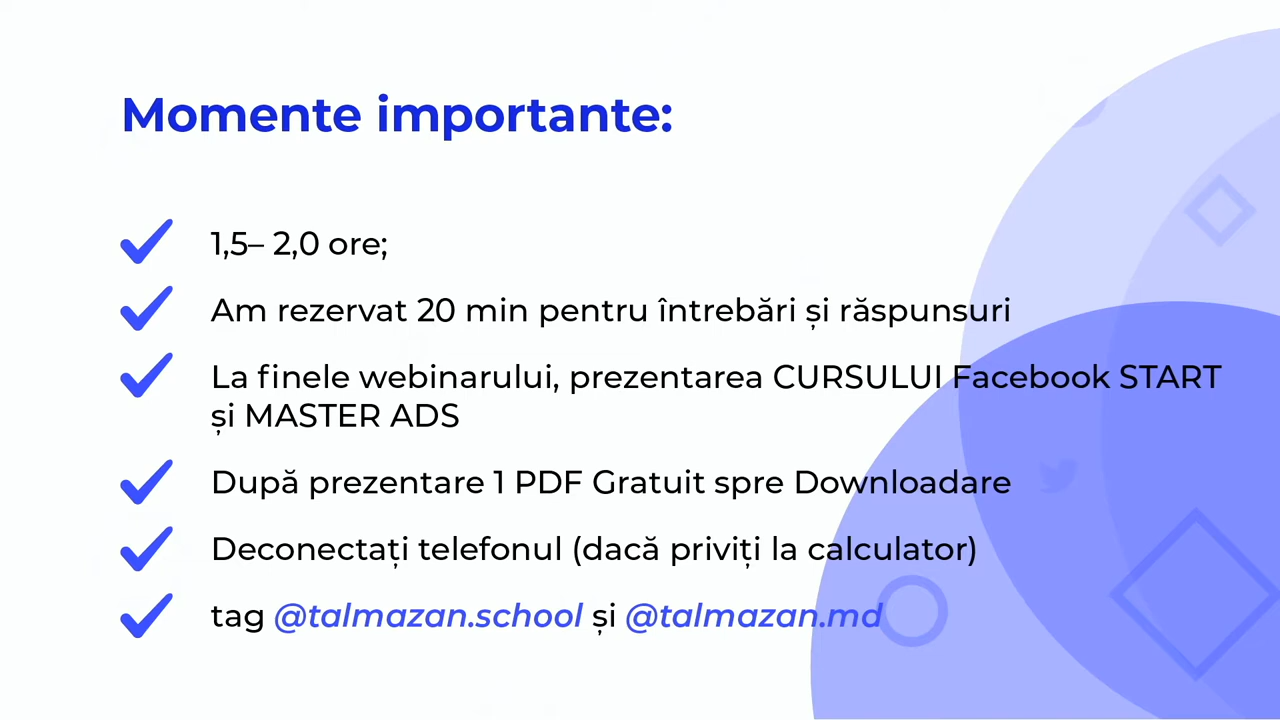 Momente importante:
1,5– 2,0 ore;
Am rezervat 20 min pentru întrebări și răspunsuri
La finele webinarului, prezentarea CURSULUI Facebook START
și MASTER ADS
După prezentare 1 PDF Gratuit spre Downloadare
Deconectați telefonul (dacă priviți la calculator)
tag @talmazan.school și @talmazan.md